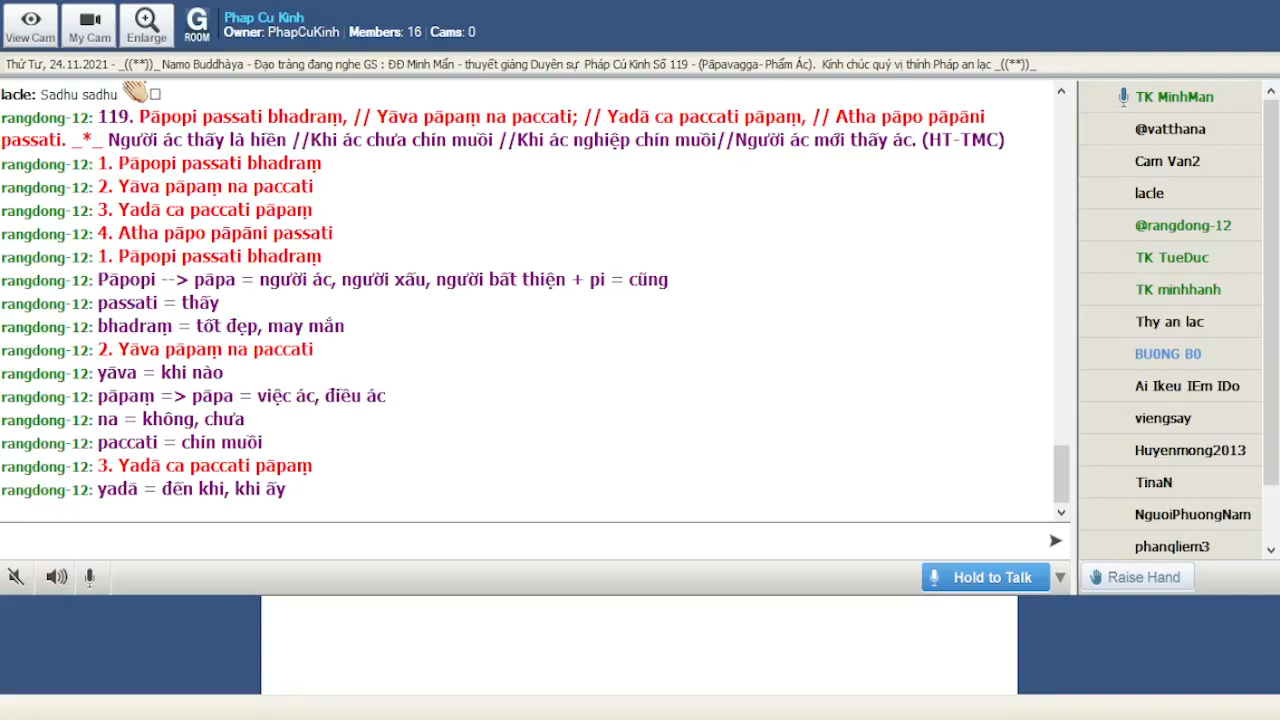 View Cam
My Cam
Enlarge
G
ROOM
Phap Cu Kinh
Owner: PhapCuKinh | Members: 16 | Cams: 0
Thứ Tư, 24.11.2021 - _((**))_ Namo Buddhàya - Đạo tràng đang nghe GS : ĐĐ Minh Mẫn - thuyết giảng Duyên sự Pháp Cú Kinh Số 119 - (Pāpavagga- Phẩm Ác). Kính chúc quý vị thính Pháp an lạc _((**))_
lacle: Sadhu sadhu
rangdong-12: 119. Pāpopi passati bhadraṃ, // Yāva pāpaṃ na paccati; // Yadā ca paccati pāpaṃ, // Atha pāpo pāpāni
passati. _*_ Người ác thấy là hiền //Khi ác chưa chín muồi //Khi ác nghiệp chín muồi//Người ác mới thấy ác. (HT-TMC)
rangdong-12: 1. Pāpopi passati bhadraṃ
rangdong-12: 2. Yāva pāpaṃ na paccati
rangdong-12: 3. Yadā ca paccati pāpaṃ
rangdong-12: 4. Atha pāpo pāpāni passati
rangdong-12: 1. Pāpopi passati bhadraṃ
rangdong-12: Pāpopi --> pāpa = người ác, người xấu, người bất thiện + pi = cũng
rangdong-12: passati = thấy
rangdong-12: bhadraṃ = tốt đẹp, may mắn
rangdong-12: 2. Yāva pāpaṃ na paccati
rangdong-12: yāva = khi nào
rangdong-12: pāpaṃ => pāpa = việc ác, điều ác
rangdong-12: na = không, chưa
rangdong-12: paccati = chín muồi
rangdong-12: 3. Yadā ca paccati pāpaṃ
rangdong-12: yadā = đến khi, khi ấy
TK MinhMan
@vatthana
Cam Van2
lacle
@rangdong-12
TK TueDuc
TK minhhanh
Thy an lac
BU0NG B0
Ai Ikeu IEm IDo
viengsay
Huyenmong2013
TinaN
NguoiPhuongNam
phanqliem3
Hold to Talk
Raise Hand